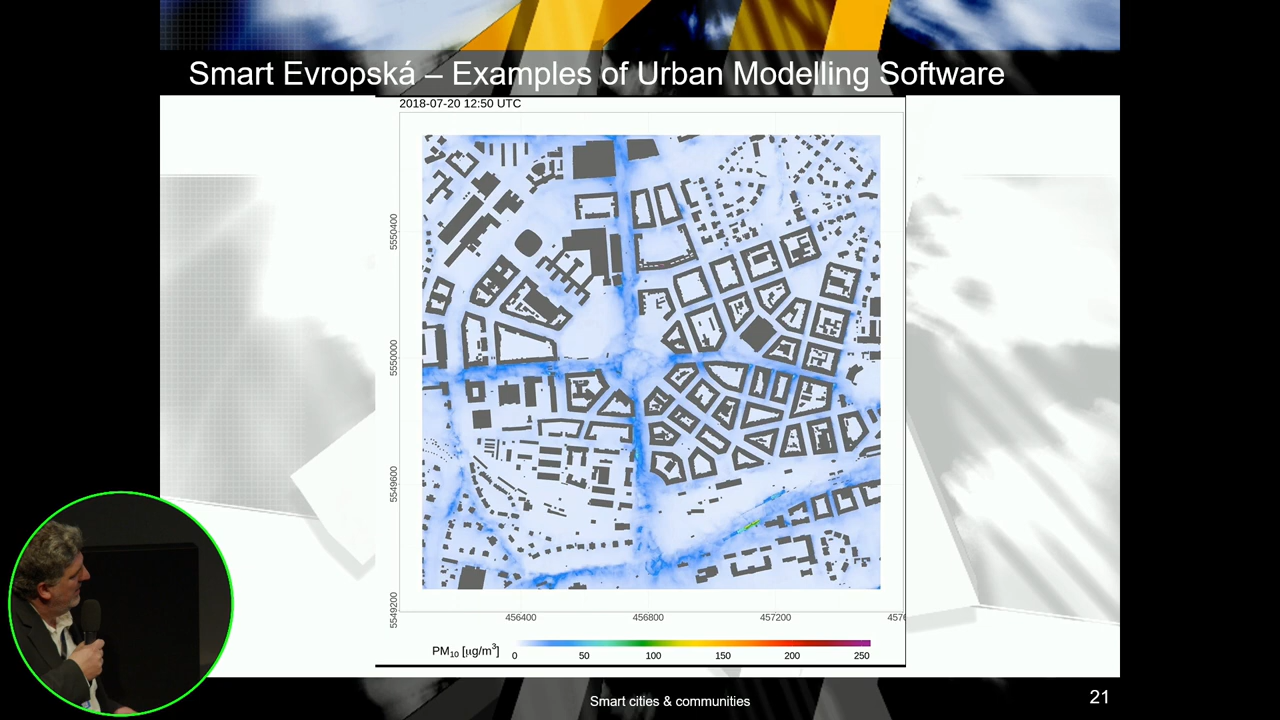 Smart Evropská – Examples of Urban Modelling Software
2018-07-20 12:50 UTC
5550400
5550000
5549600
5549200
456400 456800 457200 4576
PM10 [µg/m³] 0 50 100 150 200 250
Smart cities & communities
21